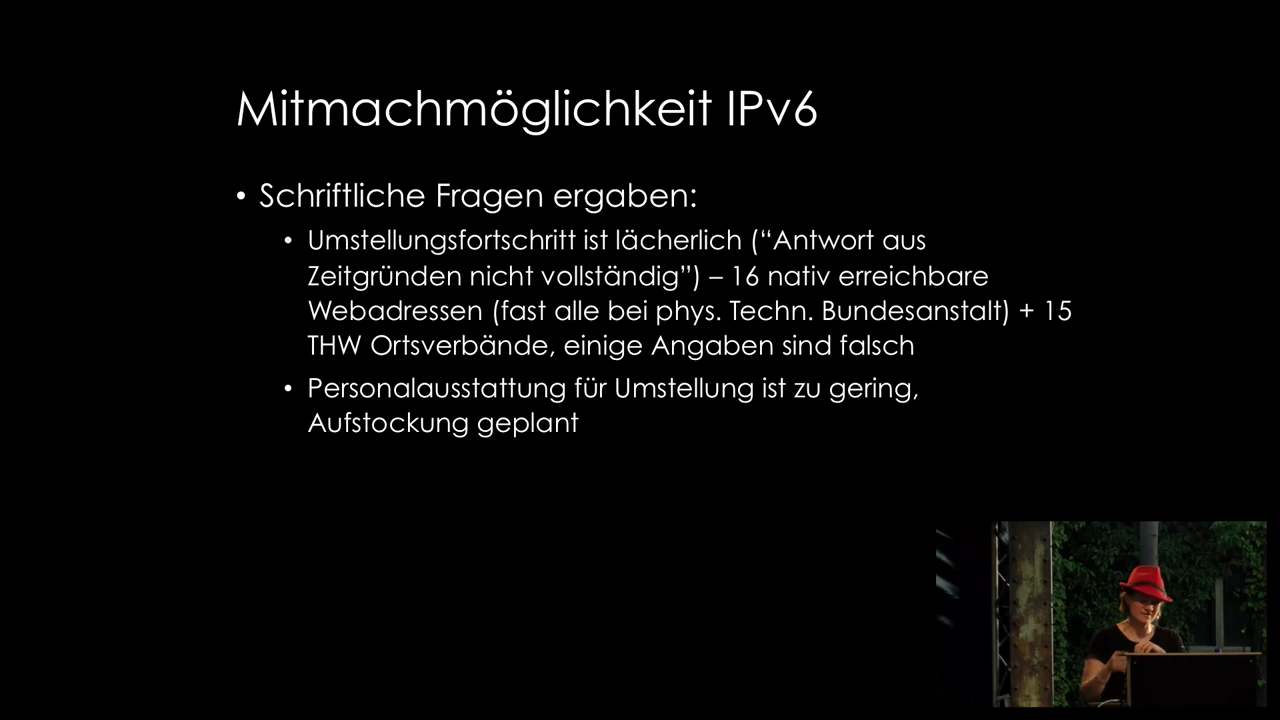 Mitmachmöglichkeit IPv6
• Schriftliche Fragen ergaben:
• Umstellungsfortschritt ist lächerlich (“Antwort aus
Zeitgründen nicht vollständig”) – 16 nativ erreichbare
Webadressen (fast alle bei phys. Techn. Bundesanstalt) + 15
THW Ortsverbände, einige Angaben sind falsch
• Personalausstattung für Umstellung ist zu gering,
Aufstockung geplant